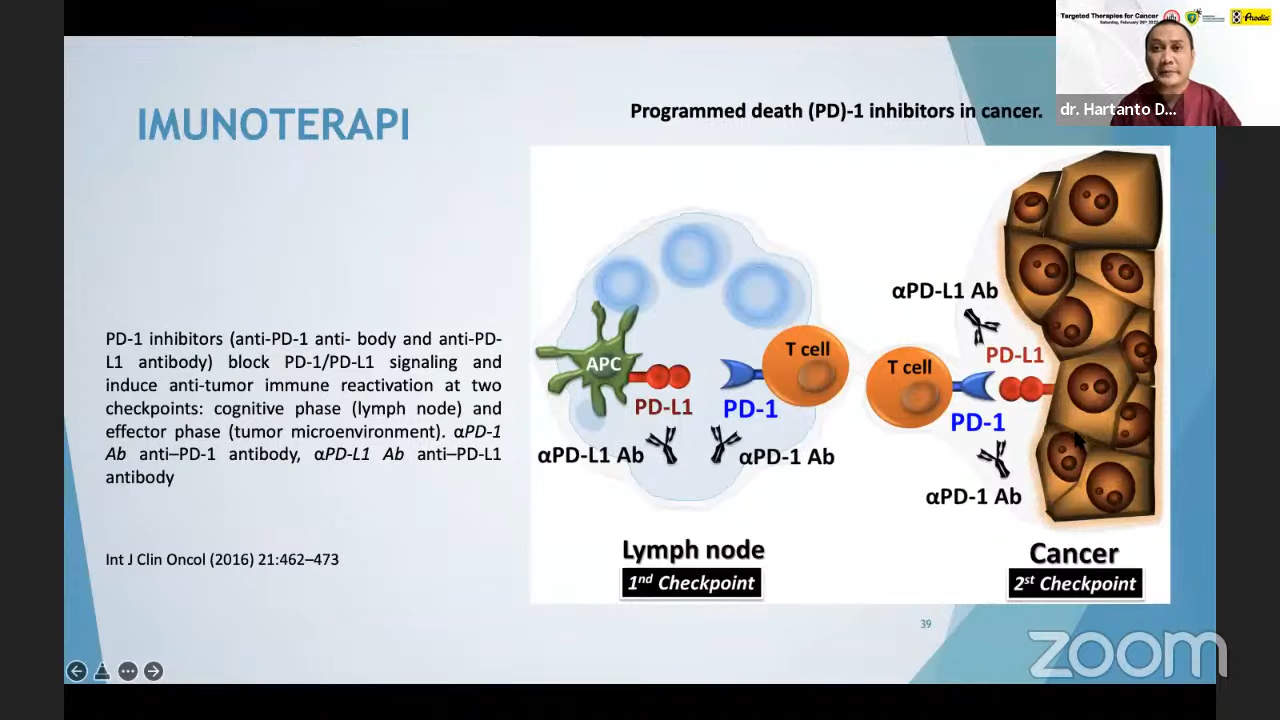 Targeted Therapies for Cancer
Prodia
dr. Hartanto D...
IMUNOTERAPI
Programmed death (PD)-1 inhibitors in cancer.
PD-1 inhibitors (anti-PD-1 anti- body and anti-PD-
L1 antibody) block PD-1/PD-L1 signaling and
induce anti-tumor immune reactivation at two
checkpoints: cognitive phase (lymph node) and
effector phase (tumor microenvironment). αPD-1
Ab anti–PD-1 antibody, αPD-L1 Ab anti–PD-L1
antibody
Int J Clin Oncol (2016) 21:462–473
APC
PD-L1
T cell
PD-1
αPD-L1 Ab
αPD-1 Ab
Lymph node
1nd Checkpoint
αPD-L1 Ab
T cell
PD-L1
PD-1
αPD-1 Ab
Cancer
2st Checkpoint
39
zoom